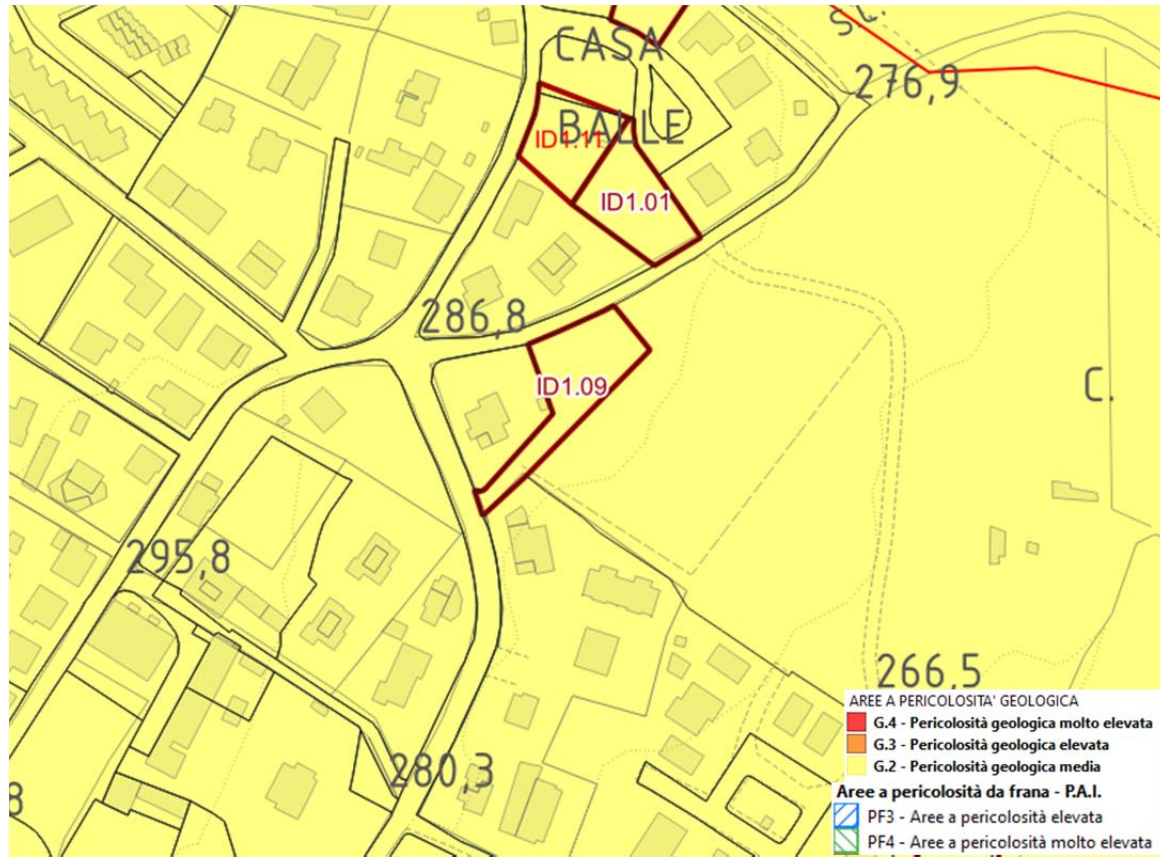 CASA
276,9
BALLE
ID1.11
ID1.01
286,8
ID1.09
C.
295,8
266,5
280,3
8
AREE A PERICOLOSITA' GEOLOGICA
G.4 - Pericolosità geologica molto elevata
G.3 - Pericolosità geologica elevata
G.2 - Pericolosità geologica media
Aree a pericolosità da frana - P.A.I.
PF3 - Aree a pericolosità elevata
PF4 - Aree a pericolosità molto elevata